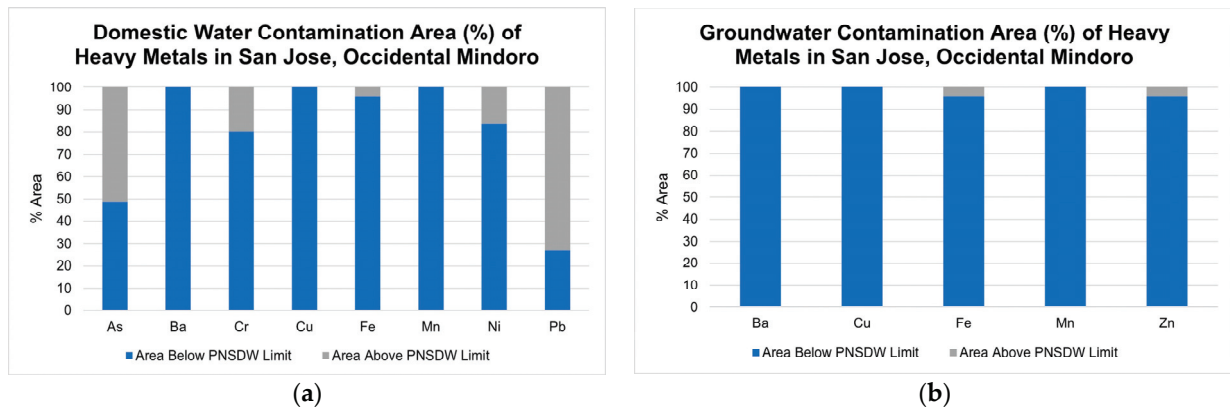 Domestic Water Contamination Area (%) of
Heavy Metals in San Jose, Occidental Mindoro
100
90
80
70
60
50
40
30
20
10
0
% Area
As Ba Cr Cu Fe Mn Ni Pb
Area Below PNSDW Limit Area Above PNSDW Limit
(a)
Groundwater Contamination Area (%) of Heavy
Metals in San Jose, Occidental Mindoro
100
90
80
70
60
50
40
30
20
10
0
% Area
Ba Cu Fe Mn Zn
Area Below PNSDW Limit Area Above PNSDW Limit
(b)